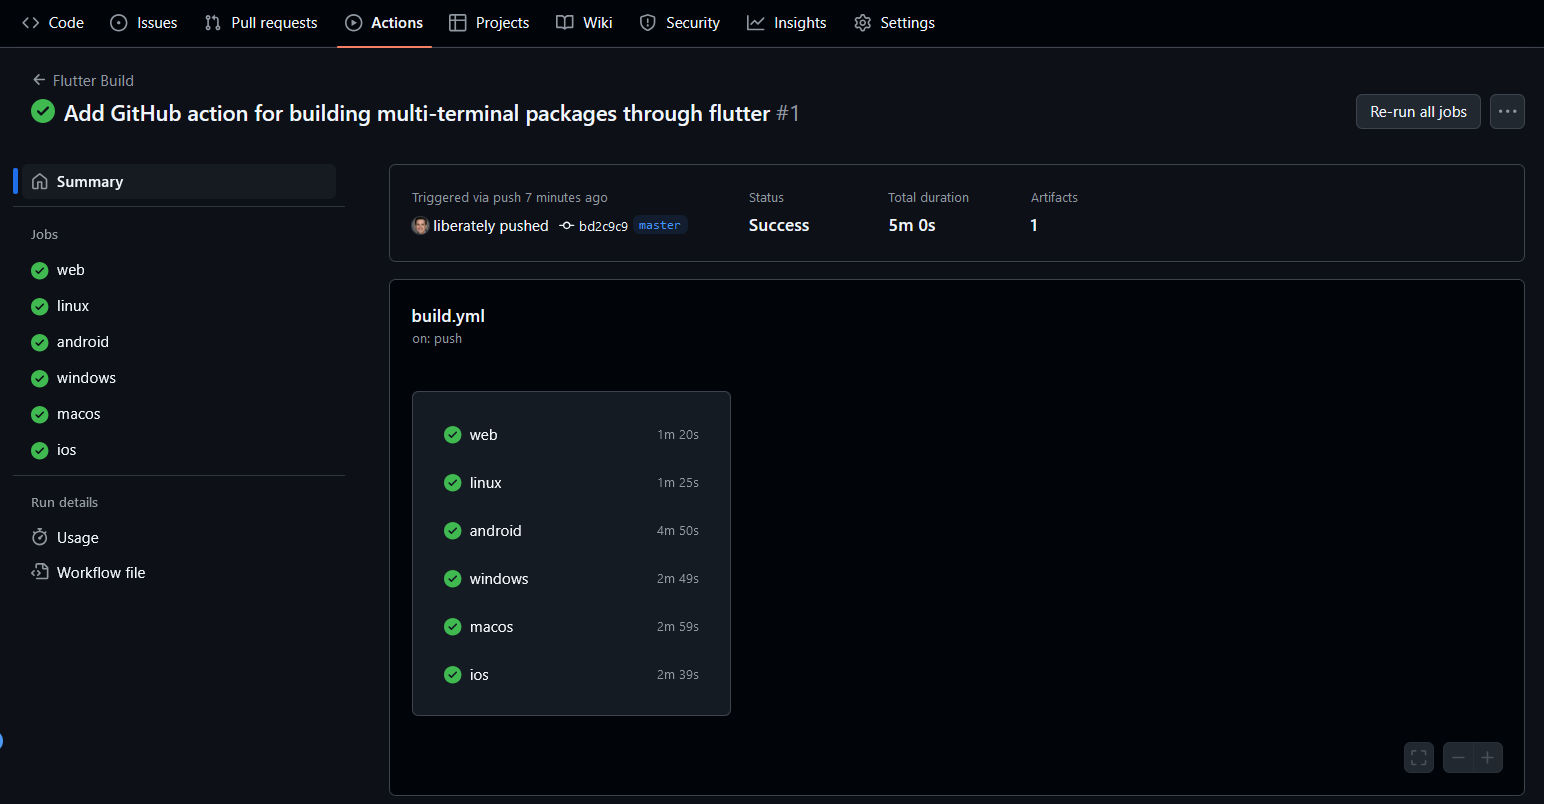 Code Issues Pull requests Actions Projects Wiki Security Insights Settings
Flutter Build
Add GitHub action for building multi-terminal packages through flutter #1
Re-run all jobs
Summary
Jobs
web
linux
android
windows
macos
ios
Run details
Usage
Workflow file
Triggered via push 7 minutes ago
liberately pushed bd2c9c9 master
Status
Success
Total duration
5m 0s
Artifacts
1
build.yml
on: push
web 1m 20s
linux 1m 25s
android 4m 50s
windows 2m 49s
macos 2m 59s
ios 2m 39s